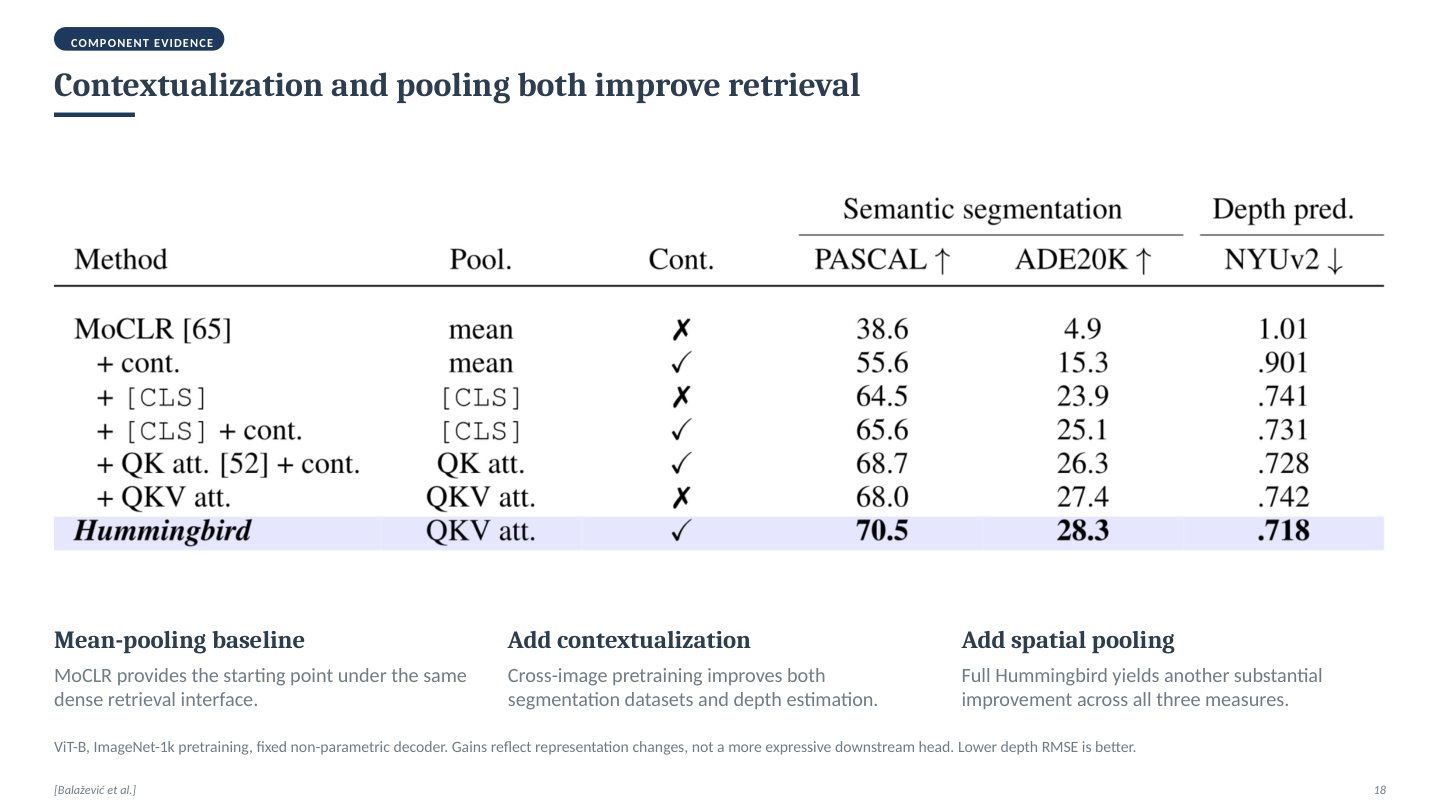 COMPONENT EVIDENCE
Contextualization and pooling both improve retrieval
Semantic segmentation Depth pred.
Method Pool. Cont. PASCAL ↑ ADE20K ↑ NYUv2 ↓
MoCLR [65] mean ✗ 38.6 4.9 1.01
+ cont. mean ✓ 55.6 15.3 .901
+ [CLS] [CLS] ✗ 64.5 23.9 .741
+ [CLS] + cont. [CLS] ✓ 65.6 25.1 .731
+ QK att. [52] + cont. QK att. ✓ 68.7 26.3 .728
+ QKV att. QKV att. ✗ 68.0 27.4 .742
Hummingbird QKV att. ✓ 70.5 28.3 .718
Mean-pooling baseline
MoCLR provides the starting point under the same
dense retrieval interface.
Add contextualization
Cross-image pretraining improves both
segmentation datasets and depth estimation.
Add spatial pooling
Full Hummingbird yields another substantial
improvement across all three measures.
ViT-B, ImageNet-1k pretraining, fixed non-parametric decoder. Gains reflect representation changes, not a more expressive downstream head. Lower depth RMSE is better.
[Balažević et al.] 18